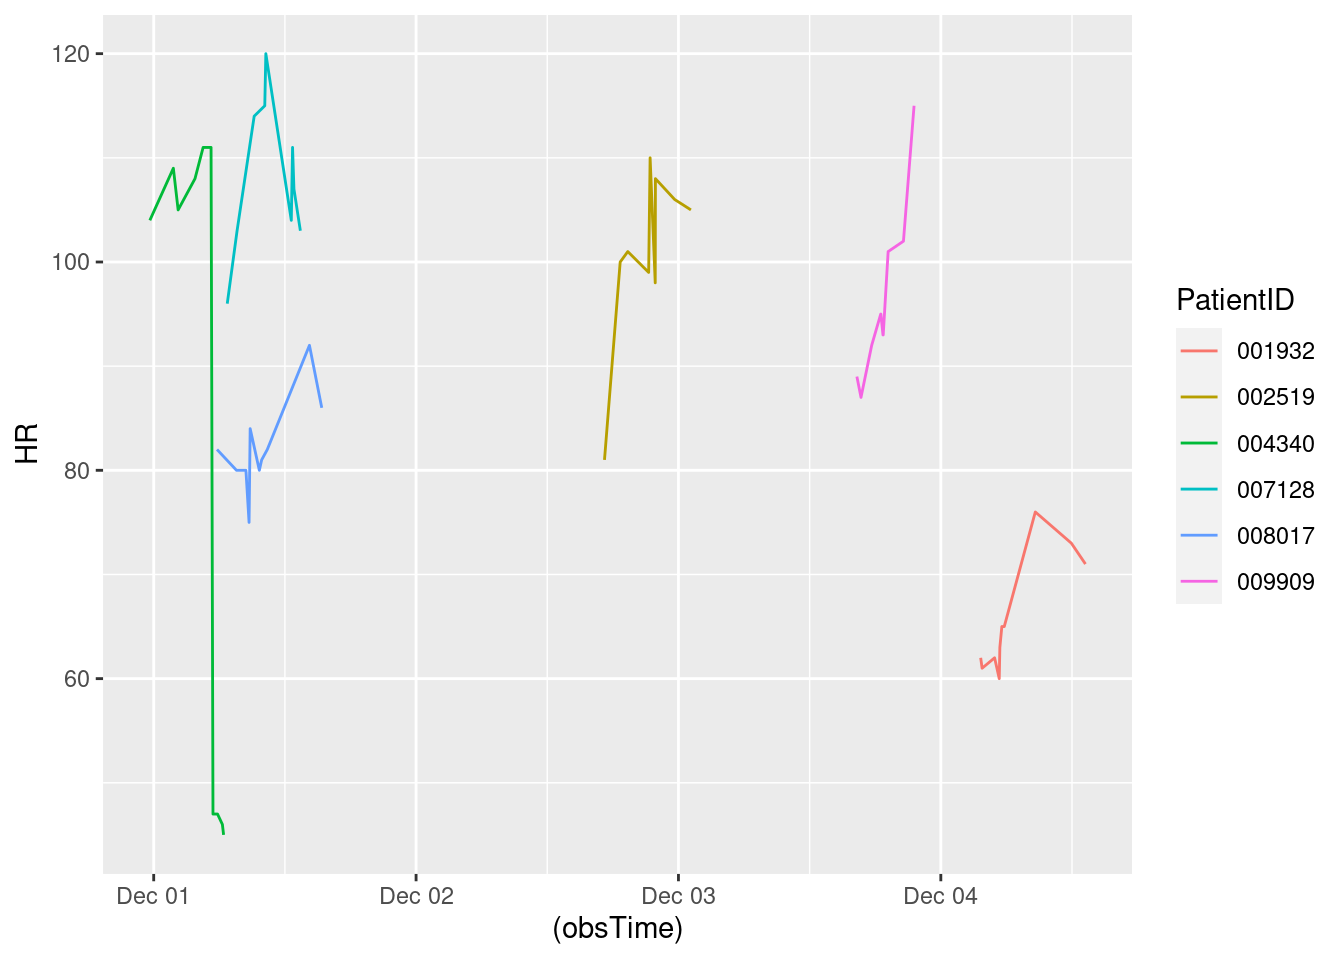 120
100
80
60
HR
Dec 01
Dec 02
Dec 03
Dec 04
(obsTime)
PatientID
001932
002519
004340
007128
008017
009909